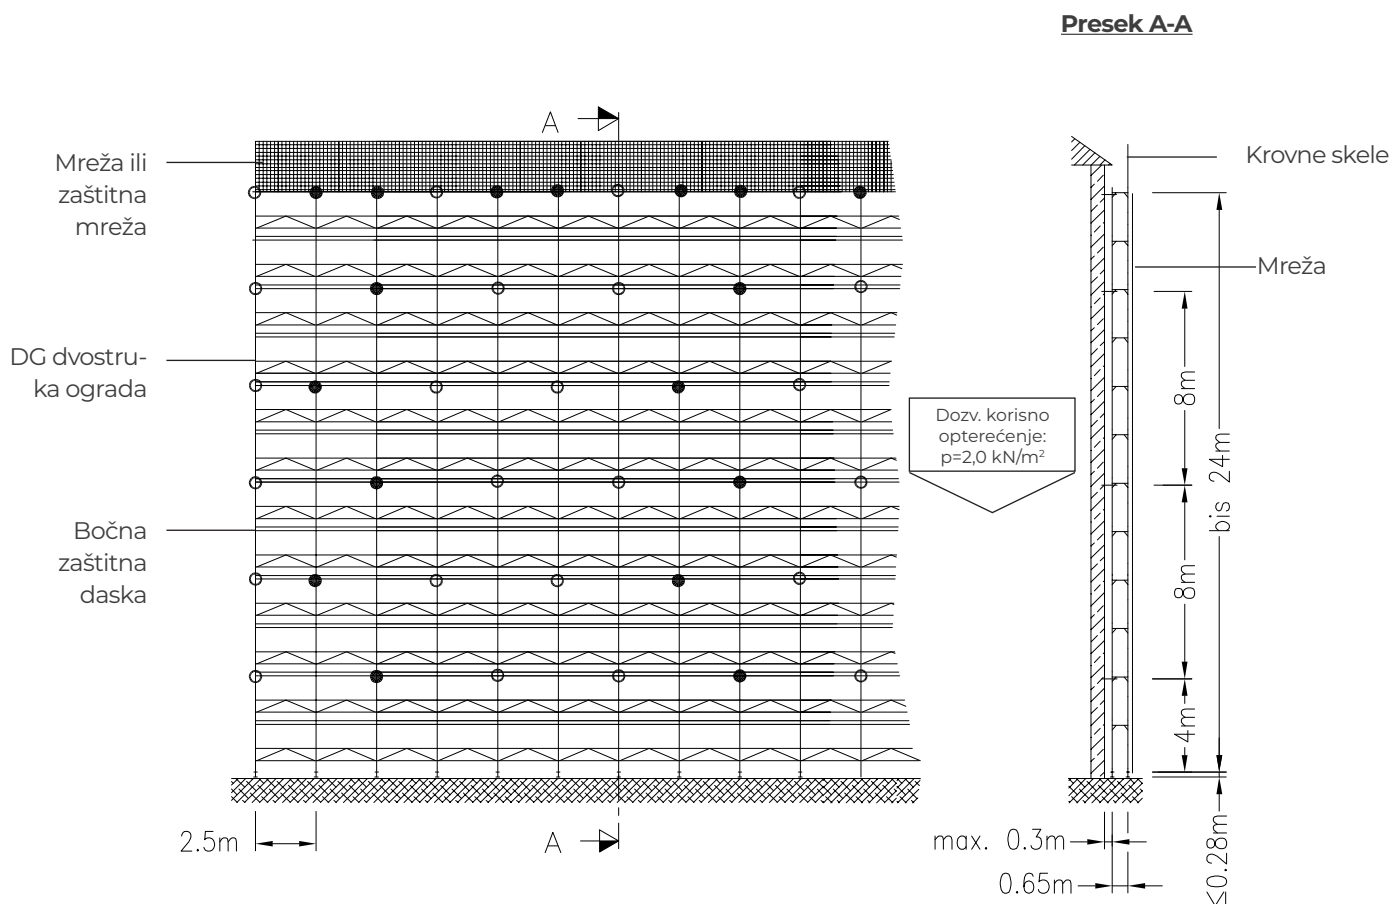 Presek A-A
A
Mreža ili
zaštitna
mreža
Krovne skele
Mreža
DG dvostru-
ka ograda
Dozv. korisno
opterećenje:
p=2,0 kN/m²
8m
bis 24m
Bočna
zaštitna
daska
8m
4m
2.5m
A
max. 0.3m
0.65m
≤0.28m